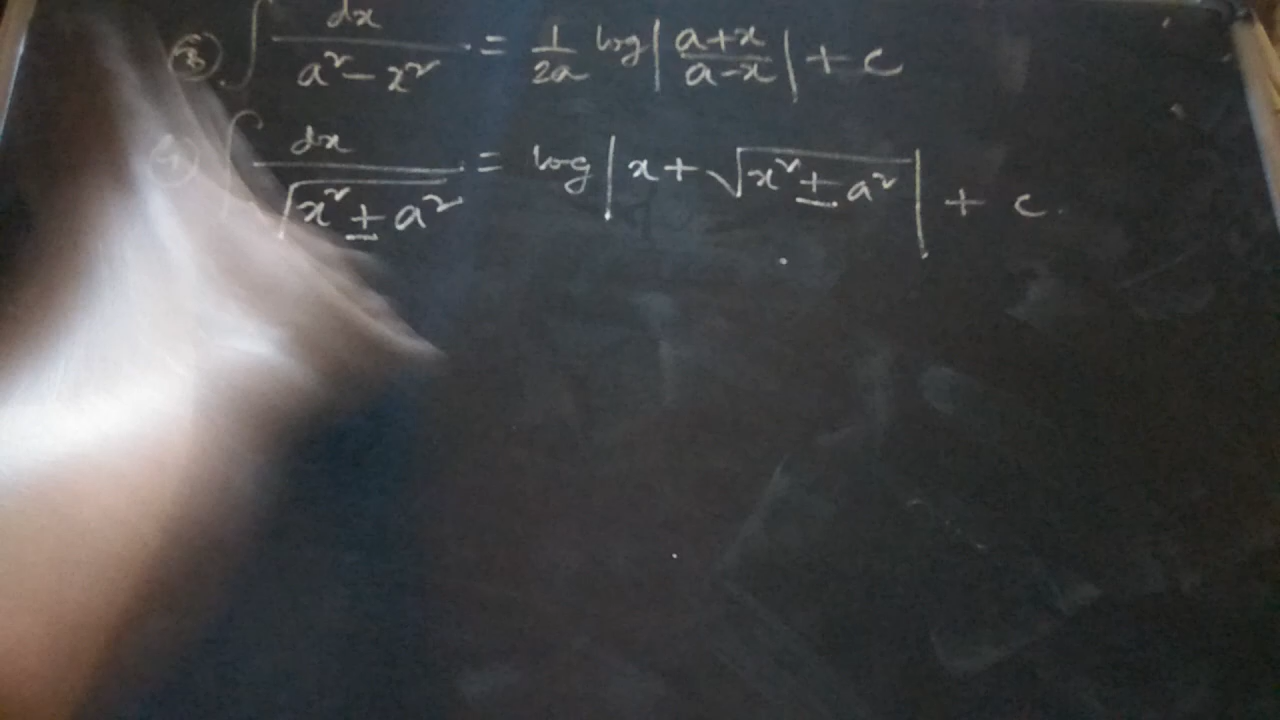 ③ ∫ dx / (a² - x²) = 1/2a log |(a+x)/(a-x)| + c
④ ∫ dx / √(x² ± a²) = log | x + √(x² ± a²) | + c.